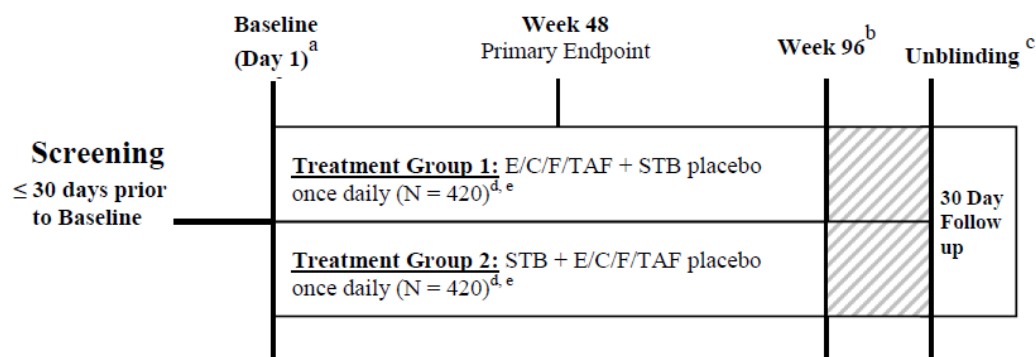 Baseline
(Day 1)a
Week 48
Primary Endpoint
Week 96b
Unblinding c
Screening
≤ 30 days prior
to Baseline
Treatment Group 1: E/C/F/TAF + STB placebo
once daily (N = 420)d, e
Treatment Group 2: STB + E/C/F/TAF placebo
once daily (N = 420)d, e
30 Day
Follow
up